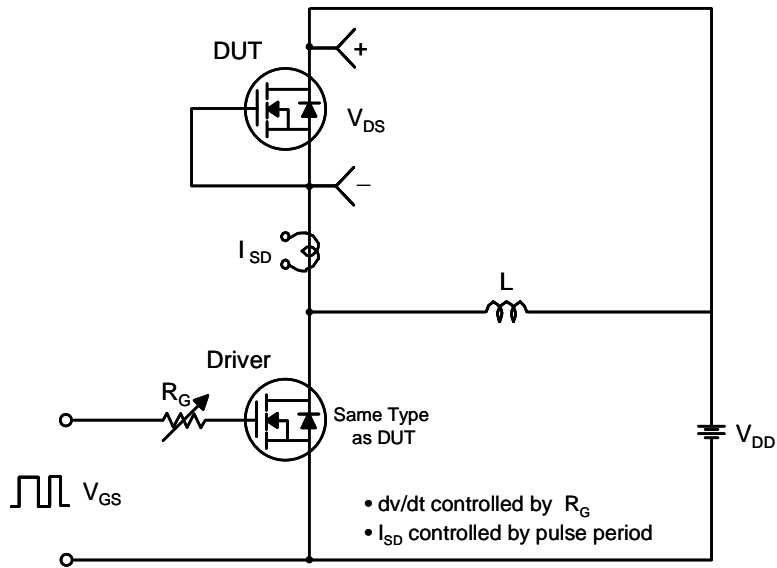 DUT
+
V_DS
–
I_SD
L
Driver
R_G
Same Type
as DUT
V_DD
V_GS
• dv/dt controlled by R_G
• I_SD controlled by pulse period